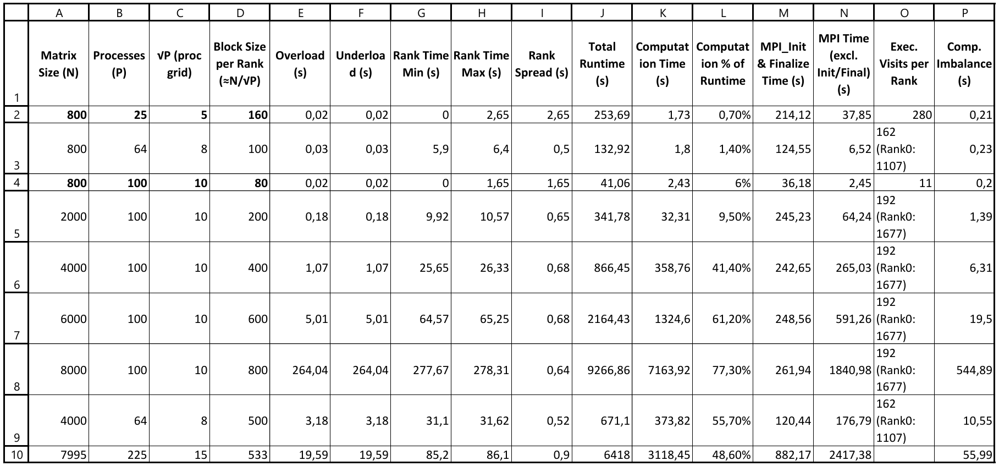 A B C D E F G H I J K L M N O P
1 Matrix Size (N) Processes (P) √P (proc grid) Block Size per Rank (≈N/√P) Overload (s) Underloa d (s) Rank Time Min (s) Rank Time Max (s) Rank Spread (s) Total Runtime (s) Computat ion Time (s) Computat ion % of Runtime MPI_Init & Finalize Time (s) MPI Time (excl. Init/Final) (s) Exec. Visits per Rank Comp. Imbalance (s)
2 800 25 5 160 0,02 0,02 0 2,65 2,65 253,69 1,73 0,70% 214,12 37,85 280 0,21
3 800 64 8 100 0,03 0,03 5,9 6,4 0,5 132,92 1,8 1,40% 124,55 6,52 162 (Rank0: 1107) 0,23
4 800 100 10 80 0,02 0,02 0 1,65 1,65 41,06 2,43 6% 36,18 2,45 11 0,2
5 2000 100 10 200 0,18 0,18 9,92 10,57 0,65 341,78 32,31 9,50% 245,23 64,24 192 (Rank0: 1677) 1,39
6 4000 100 10 400 1,07 1,07 25,65 26,33 0,68 866,45 358,76 41,40% 242,65 265,03 192 (Rank0: 1677) 6,31
7 6000 100 10 600 5,01 5,01 64,57 65,25 0,68 2164,43 1324,6 61,20% 248,56 591,26 192 (Rank0: 1677) 19,5
8 8000 100 10 800 264,04 264,04 277,67 278,31 0,64 9266,86 7163,92 77,30% 261,94 1840,98 192 (Rank0: 1677) 544,89
9 4000 64 8 500 3,18 3,18 31,1 31,62 0,52 671,1 373,82 55,70% 120,44 176,79 162 (Rank0: 1107) 10,55
10 7995 225 15 533 19,59 19,59 85,2 86,1 0,9 6418 3118,45 48,60% 882,17 2417,38 55,99